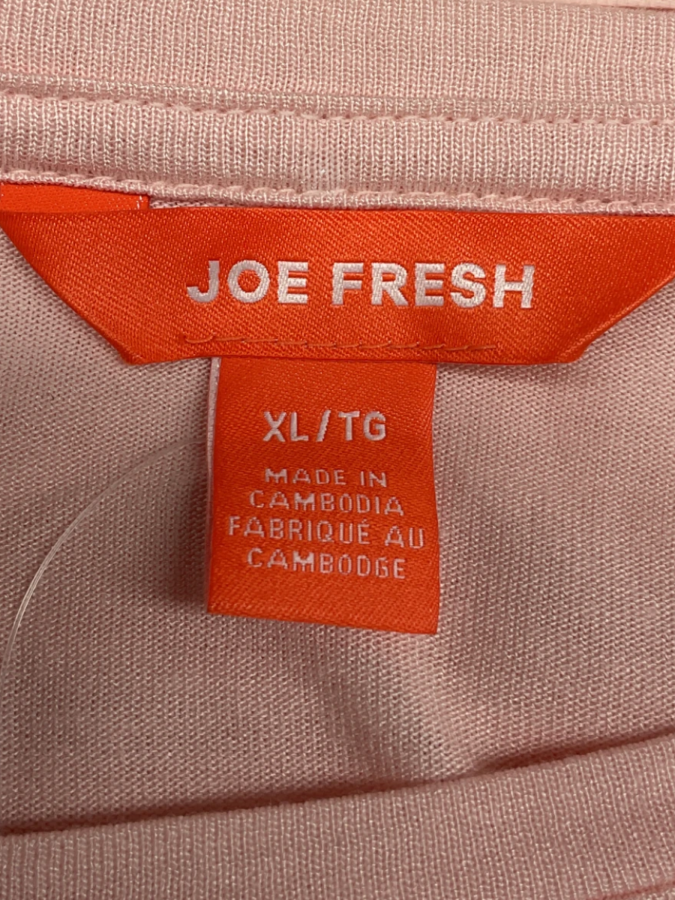 JOE FRESH
XL/TG
MADE IN
CAMBODIA
FABRIQUÉ AU
CAMBODGE